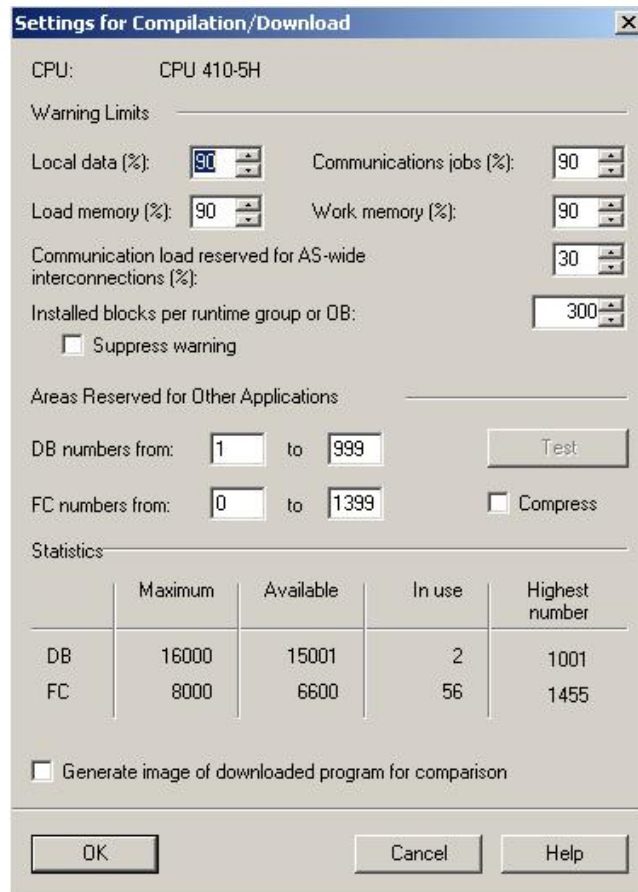 Settings for Compilation/Download
CPU: CPU 410-5H
Warning Limits
Local data (%): 90 Communications jobs (%): 90
Load memory (%): 90 Work memory (%): 90
Communication load reserved for AS-wide
interconnections (%): 30
Installed blocks per runtime group or OB: 300
Suppress warning
Areas Reserved for Other Applications
DB numbers from: 1 to 999 Test
FC numbers from: 0 to 1399 Compress
Statistics
Maximum Available In use Highest
number
DB 16000 15001 2 1001
FC 8000 6600 56 1455
Generate image of downloaded program for comparison
OK Cancel Help